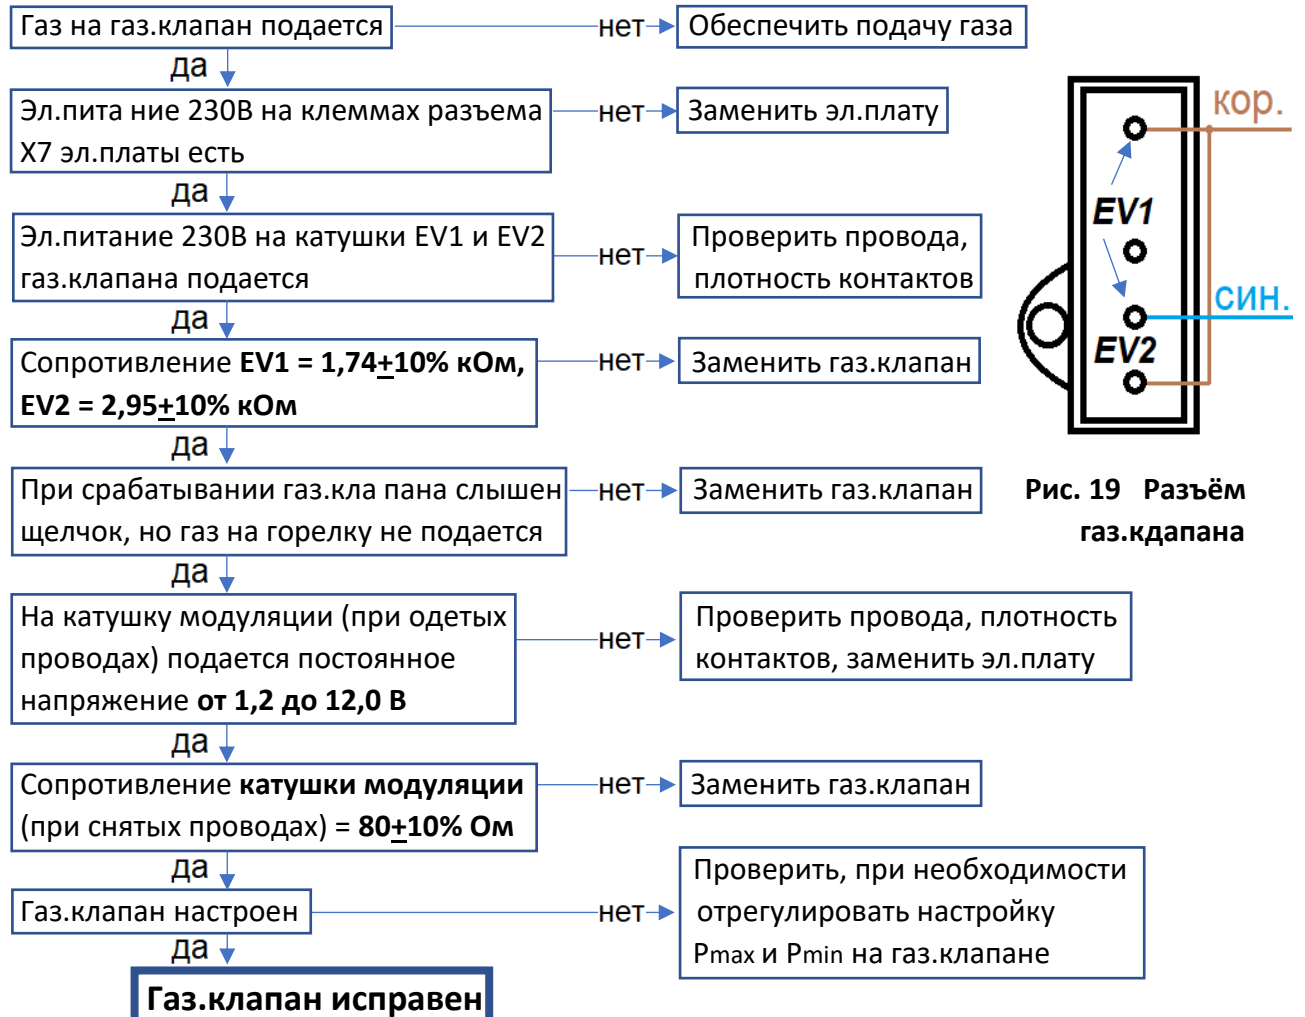 Газ на газ.клапан подается
нет
Обеспечить подачу газа
да
Эл.пита ние 230В на клеммах разъема
Х7 эл.платы есть
нет
Заменить эл.плату
да
Эл.питание 230В на катушки EV1 и EV2
газ.клапана подается
нет
Проверить провода,
плотность контактов
да
Сопротивление EV1 = 1,74±10% кОм,
EV2 = 2,95±10% кОм
нет
Заменить газ.клапан
да
При срабатывании газ.кла пана слышен
щелчок, но газ на горелку не подается
нет
Заменить газ.клапан
да
На катушку модуляции (при одетых
проводах) подается постоянное
напряжение от 1,2 до 12,0 В
нет
Проверить провода, плотность
контактов, заменить эл.плату
да
Сопротивление катушки модуляции
(при снятых проводах) = 80±10% Ом
нет
Заменить газ.клапан
да
Газ.клапан настроен
нет
Проверить, при необходимости
отрегулировать настройку
Pmax и Pmin на газ.клапане
да
Газ.клапан исправен
кор.
EV1
син.
EV2
Рис. 19 Разъём
газ.кдапана